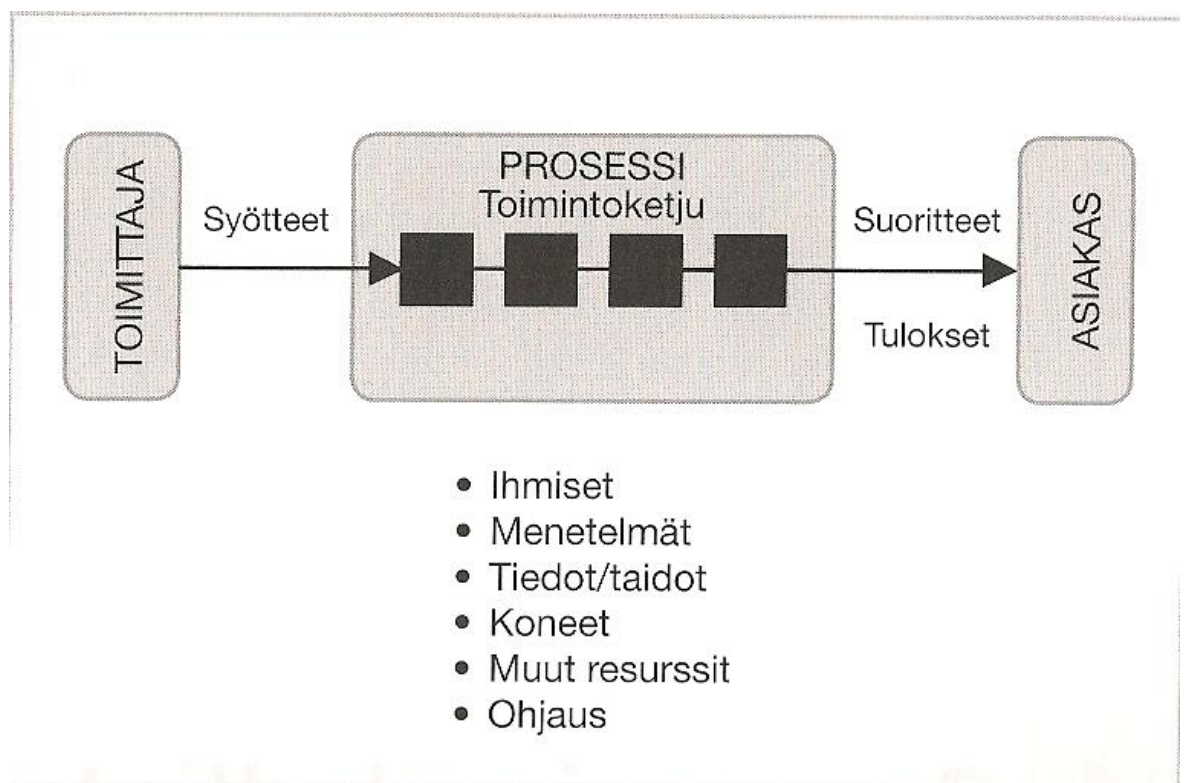 TOIMITTAJA
Syötteet
PROSESSI
Toimintoketju
Suoritteet
Tulokset
ASIAKAS
• Ihmiset
• Menetelmät
• Tiedot/taidot
• Koneet
• Muut resurssit
• Ohjaus